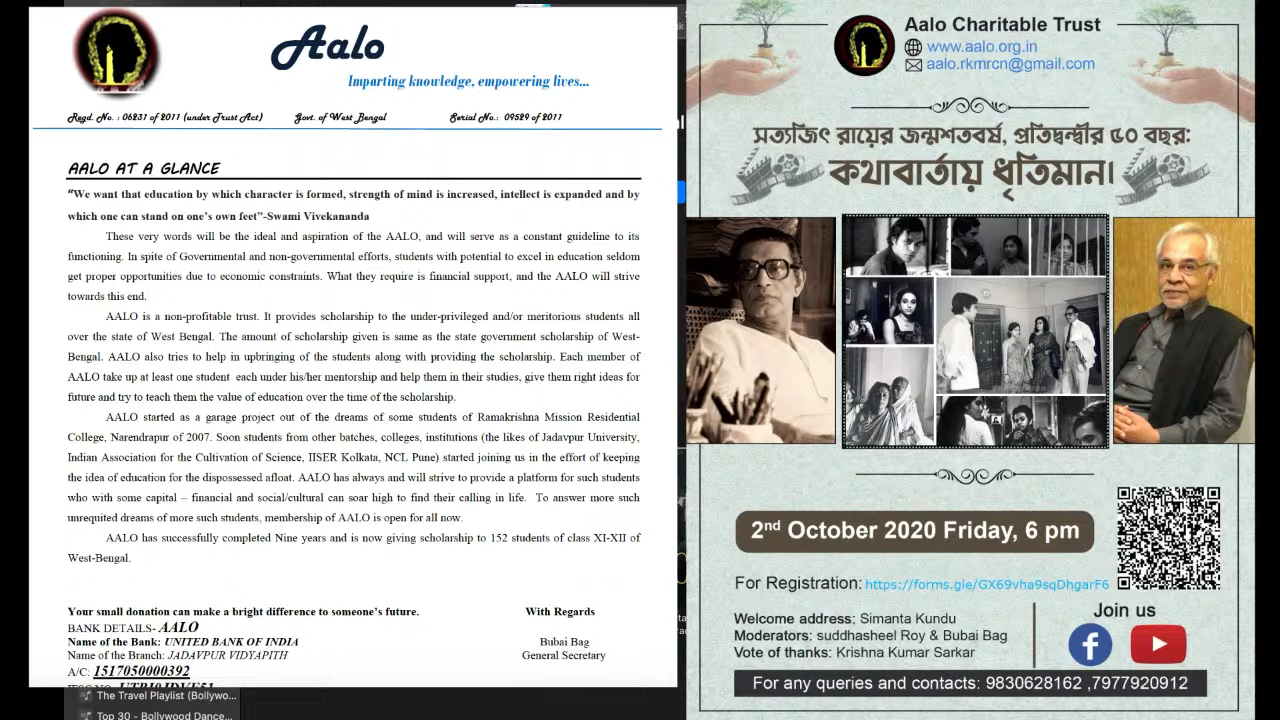 Aalo
Imparting knowledge, empowering lives...
Regd. No. : 06231 of 2011 (under Trust Act) Govt. of West Bengal Serial No.: 09529 of 2011
AALO AT A GLANCE
“We want that education by which character is formed, strength of mind is increased, intellect is expanded and by
which one can stand on one’s own feet”-Swami Vivekananda
These very words will be the ideal and aspiration of the AALO, and will serve as a constant guideline to its
functioning. In spite of Governmental and non-governmental efforts, students with potential to excel in education seldom
get proper opportunities due to economic constraints. What they require is financial support, and the AALO will strive
towards this end.
AALO is a non-profitable trust. It provides scholarship to the under-privileged and/or meritorious students all
over the state of West Bengal. The amount of scholarship given is same as the state government scholarship of West-
Bengal. AALO also tries to help in upbringing of the students along with providing the scholarship. Each member of
AALO take up at least one student each under his/her mentorship and help them in their studies, give them right ideas for
future and try to teach them the value of education over the time of the scholarship.
AALO started as a garage project out of the dreams of some students of Ramakrishna Mission Residential
College, Narendrapur of 2007. Soon students from other batches, colleges, institutions (the likes of Jadavpur University,
Indian Association for the Cultivation of Science, IISER Kolkata, NCL Pune) started joining us in the effort of keeping
the idea of education for the dispossessed afloat. AALO has always and will strive to provide a platform for such students
who with some capital – financial and social/cultural can soar high to find their calling in life. To answer more such
unrequited dreams of more such students, membership of AALO is open for all now.
AALO has successfully completed Nine years and is now giving scholarship to 152 students of class XI-XII of
West-Bengal.
Your small donation can make a bright difference to someone’s future. With Regards
BANK DETAILS- AALO
Name of the Bank: UNITED BANK OF INDIA Bubai Bag
Name of the Branch: JADAVPUR VIDYAPITH General Secretary
A/C: 1517050000392
The Travel Playlist (Bollywo...
Top 30 - Bollywood Dance...
Aalo Charitable Trust
www.aalo.org.in
aalo.rkmrcn@gmail.com
সত্যজিৎ রায়ের জন্মশতবর্ষ, প্রতিদ্বন্দ্বীর ৫০ বছর:
কথাবার্তায় ধৃতিমান।
2nd October 2020 Friday, 6 pm
For Registration: https://forms.gle/GX69vha9sqDhgarF6
Welcome address: Simanta Kundu
Moderators: suddhasheel Roy & Bubai Bag
Vote of thanks: Krishna Kumar Sarkar
Join us
For any queries and contacts: 9830628162 ,7977920912